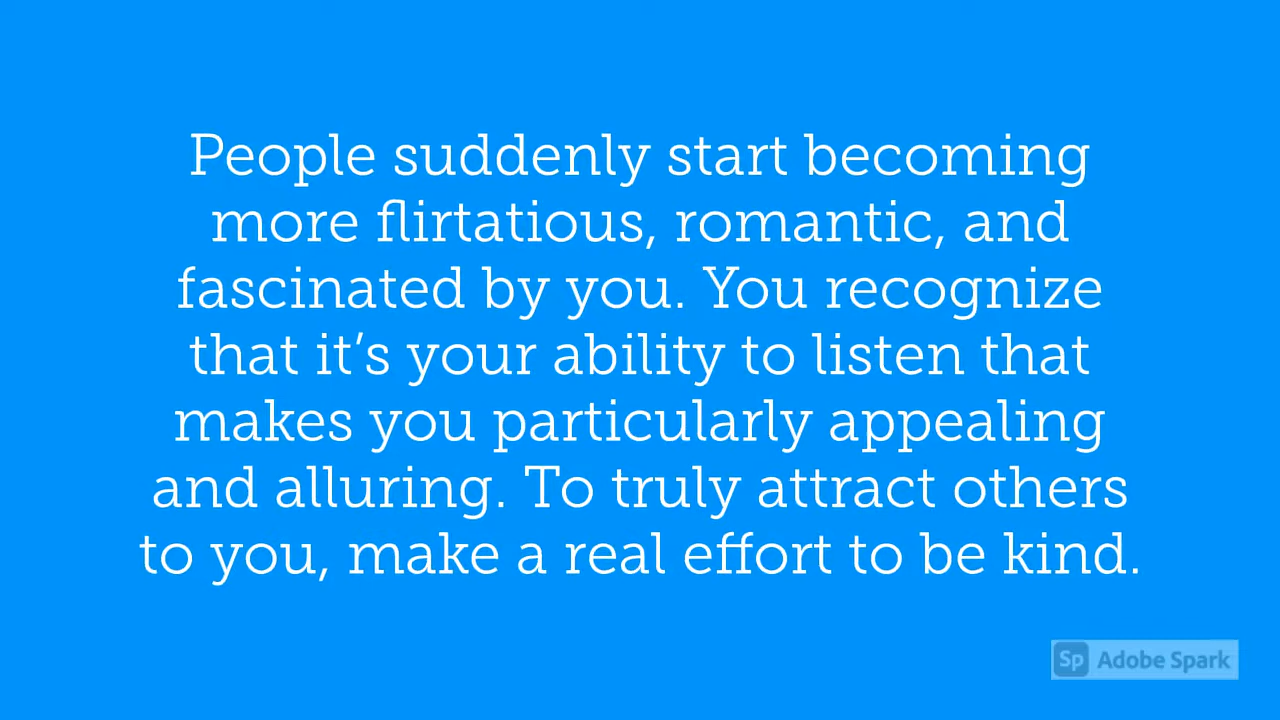 People suddenly start becoming
more flirtatious, romantic, and
fascinated by you. You recognize
that it’s your ability to listen that
makes you particularly appealing
and alluring. To truly attract others
to you, make a real effort to be kind.
Sp Adobe Spark